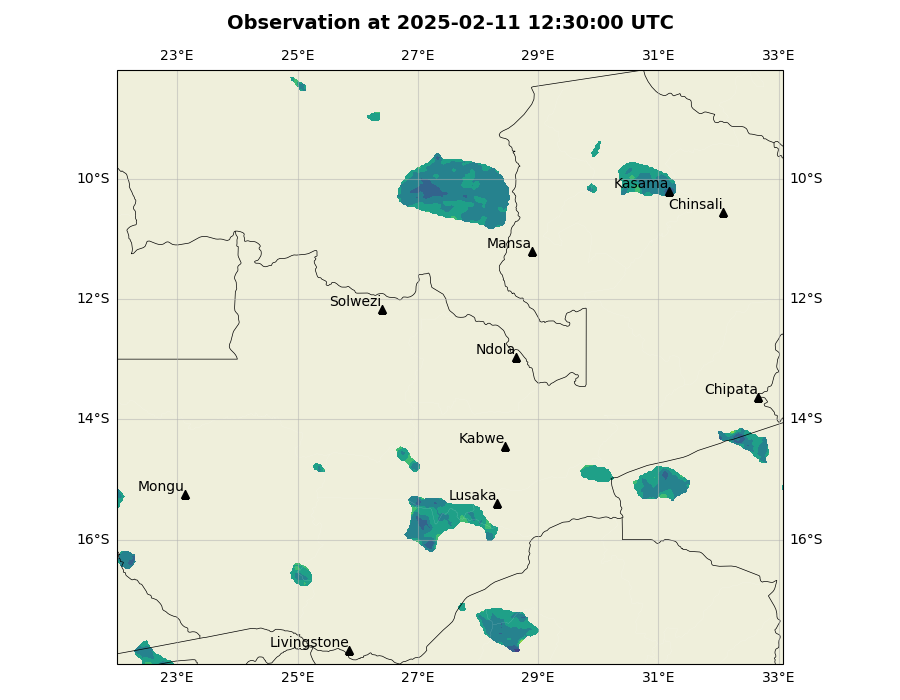 Observation at 2025-02-11 12:30:00 UTC
23°E 25°E 27°E 29°E 31°E 33°E
10°S 10°S
Kasama
Chinsali
Mansa
12°S 12°S
Solwezi
Ndola
Chipata
14°S 14°S
Kabwe
Mongu
Lusaka
16°S 16°S
Livingstone
23°E 25°E 27°E 29°E 31°E 33°E